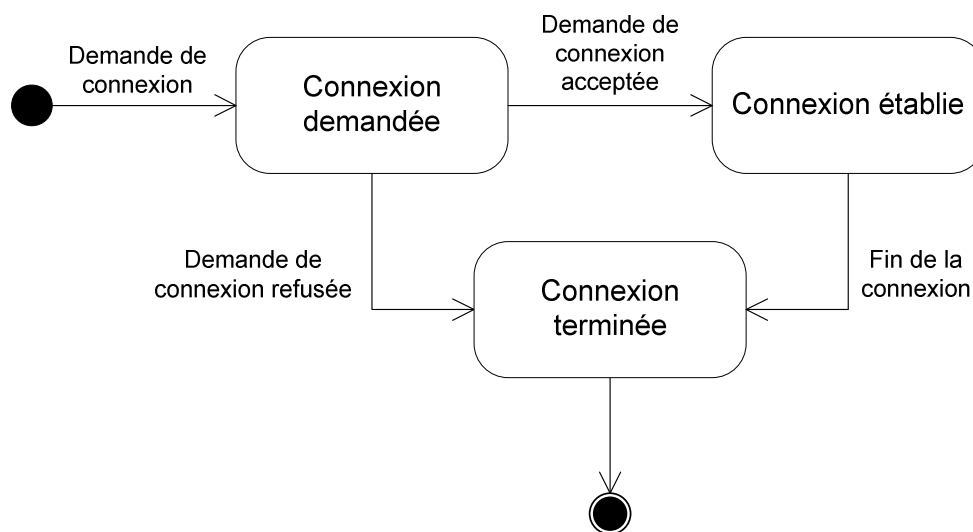 Demande de
connexion
Connexion
demandée
Demande de
connexion
acceptée
Connexion établie
Demande de
connexion refusée
Connexion
terminée
Fin de la
connexion